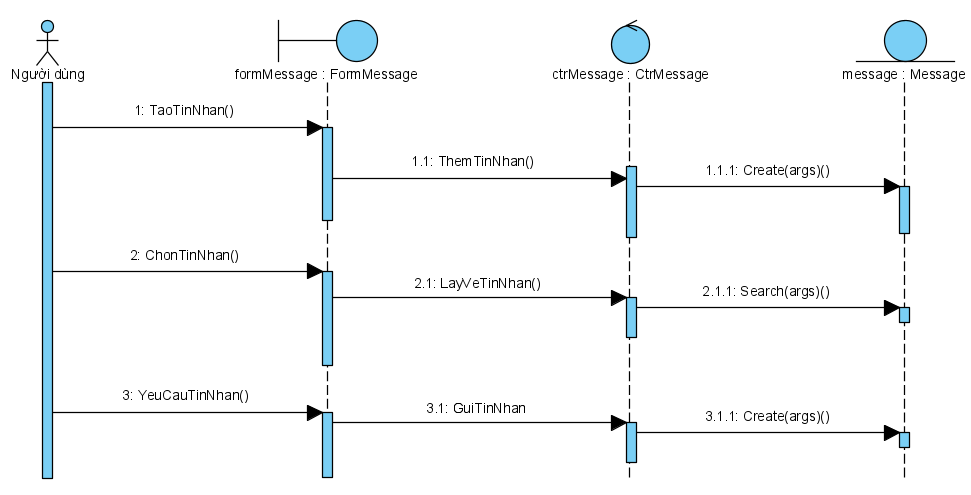 Người dùng
formMessage : FormMessage
ctrMessage : CtrMessage
message : Message
1: TaoTinNhan()
1.1: ThemTinNhan()
1.1.1: Create(args)()
2: ChonTinNhan()
2.1: LayVeTinNhan()
2.1.1: Search(args)()
3: YeuCauTinNhan()
3.1: GuiTinNhan
3.1.1: Create(args)()